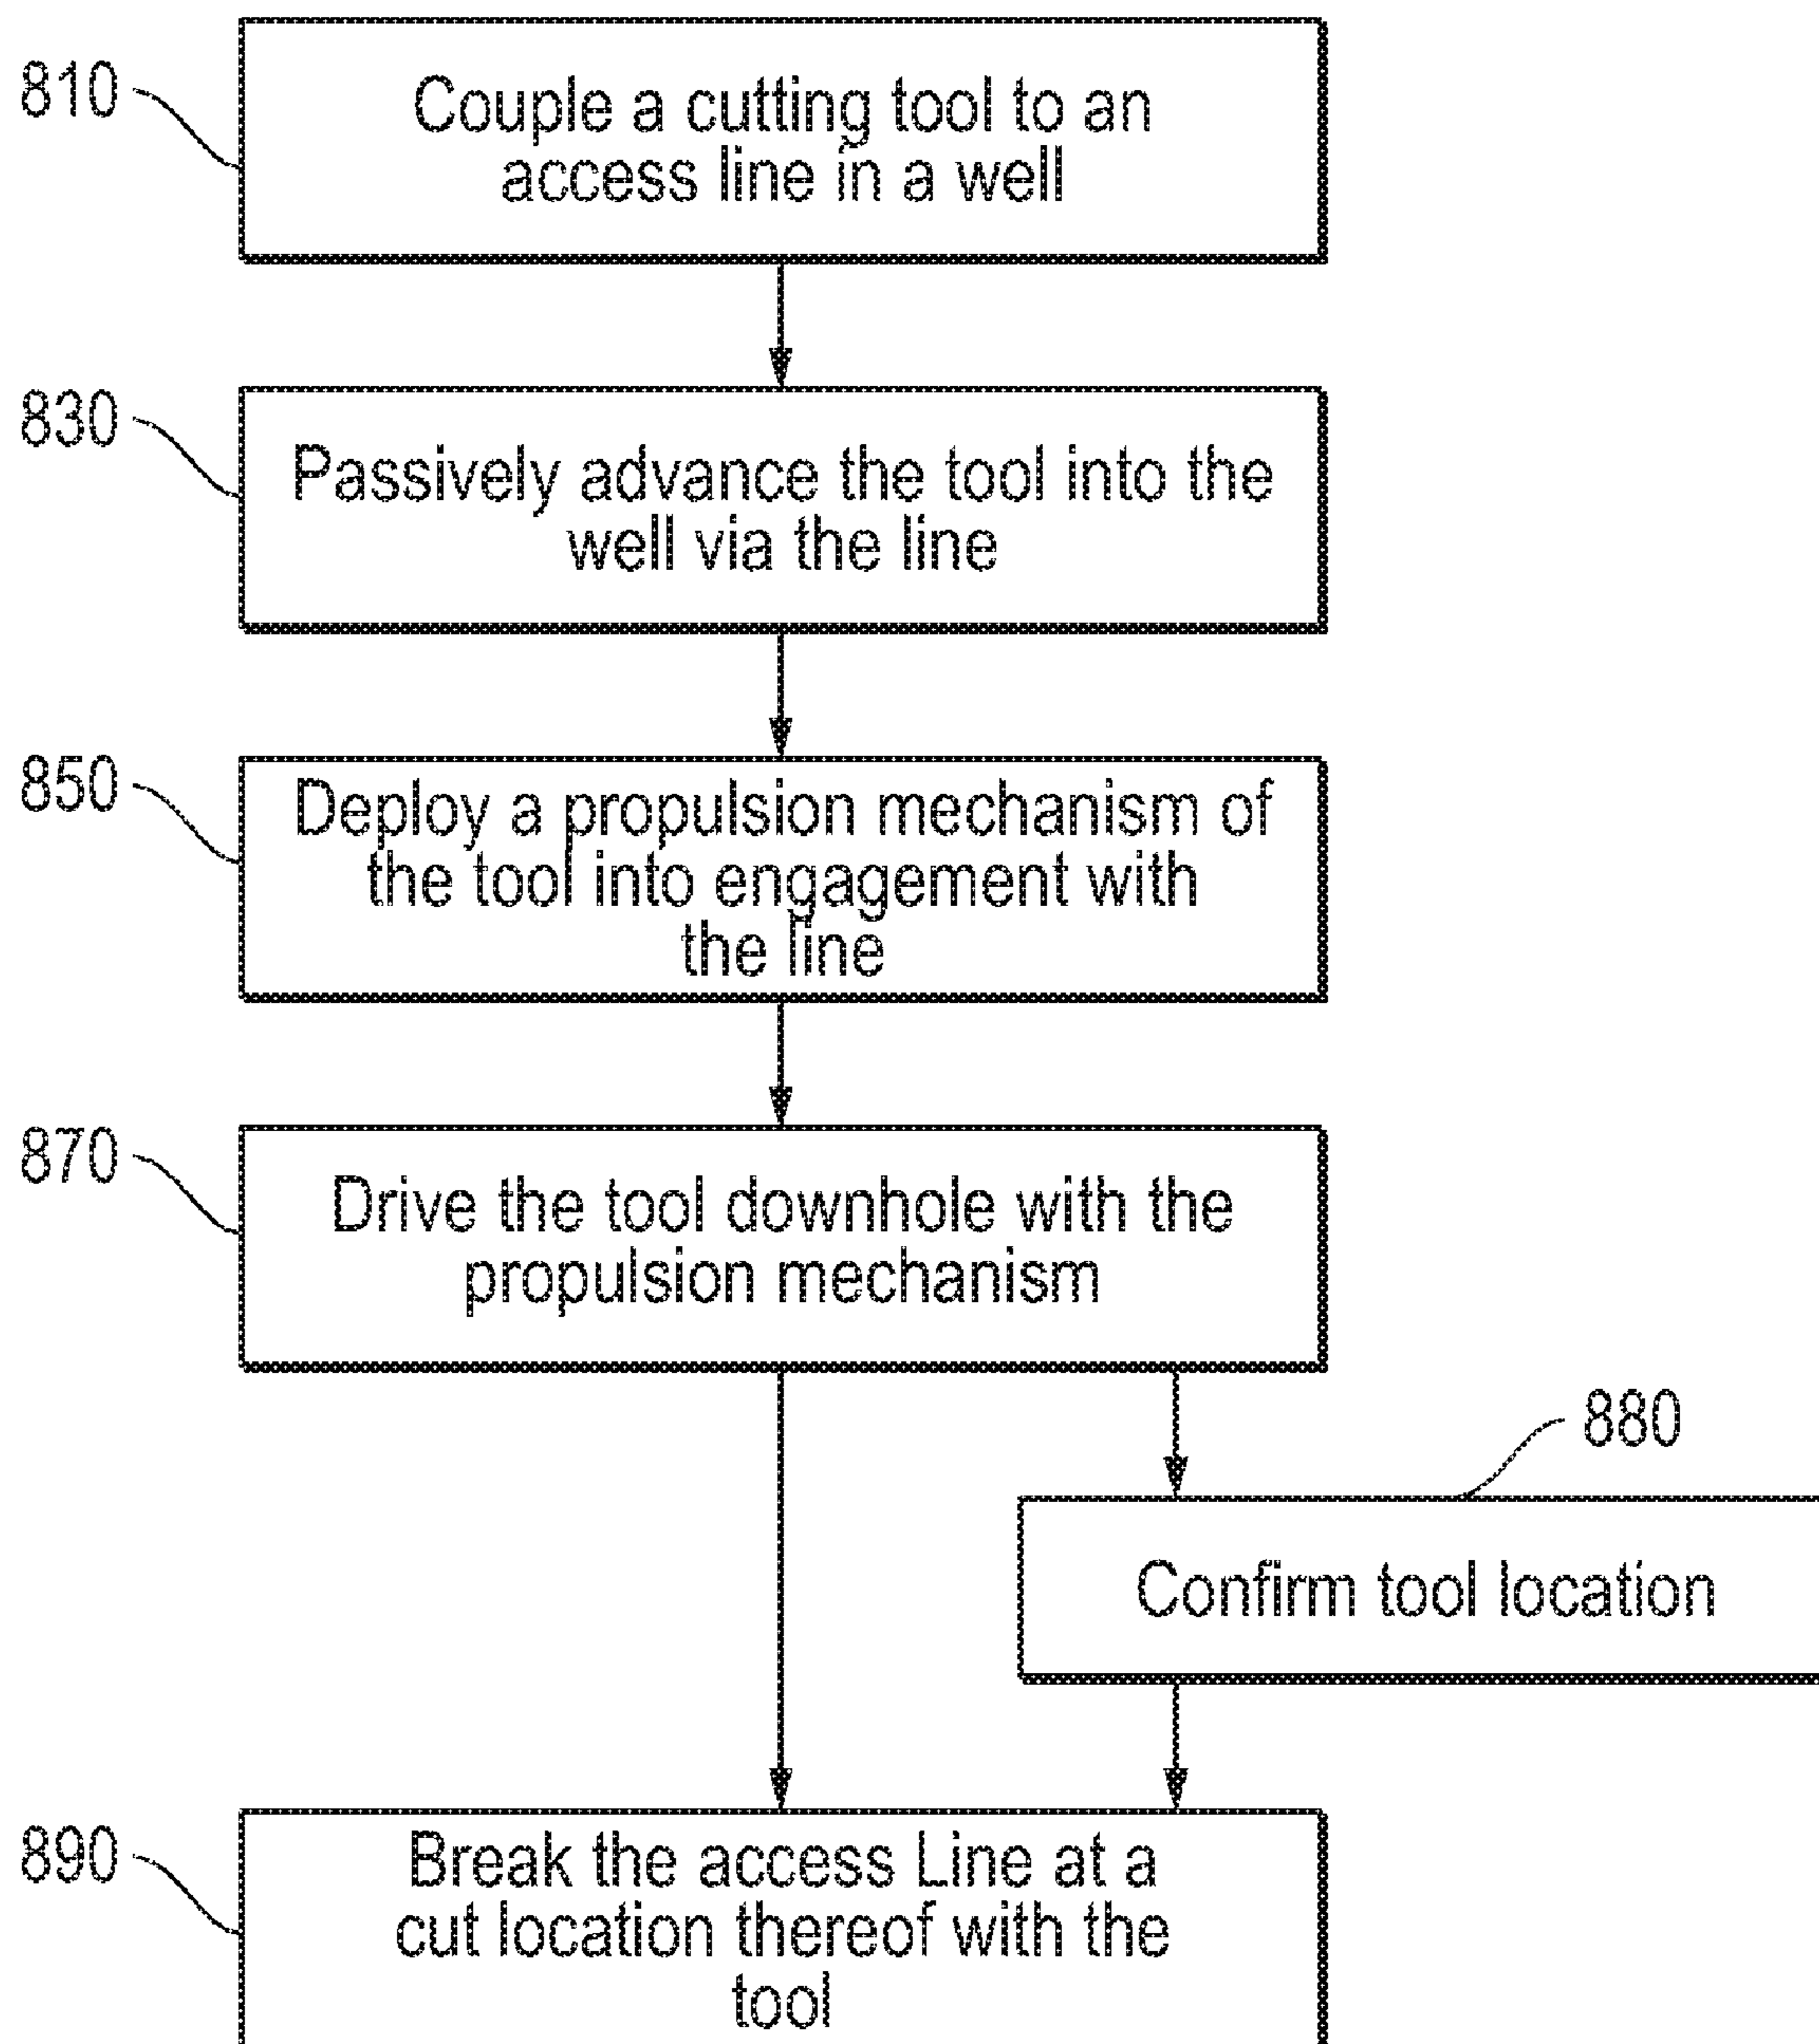 810
Couple a cutting tool to an
access line in a well
830
Passively advance the tool into the
well via the line
850
Deploy a propulsion mechanism of
the tool into engagement with
the line
870
Drive the tool downhole with the
propulsion mechanism
880
Confirm tool location
890
Break the access Line at a
cut location thereof with the
tool